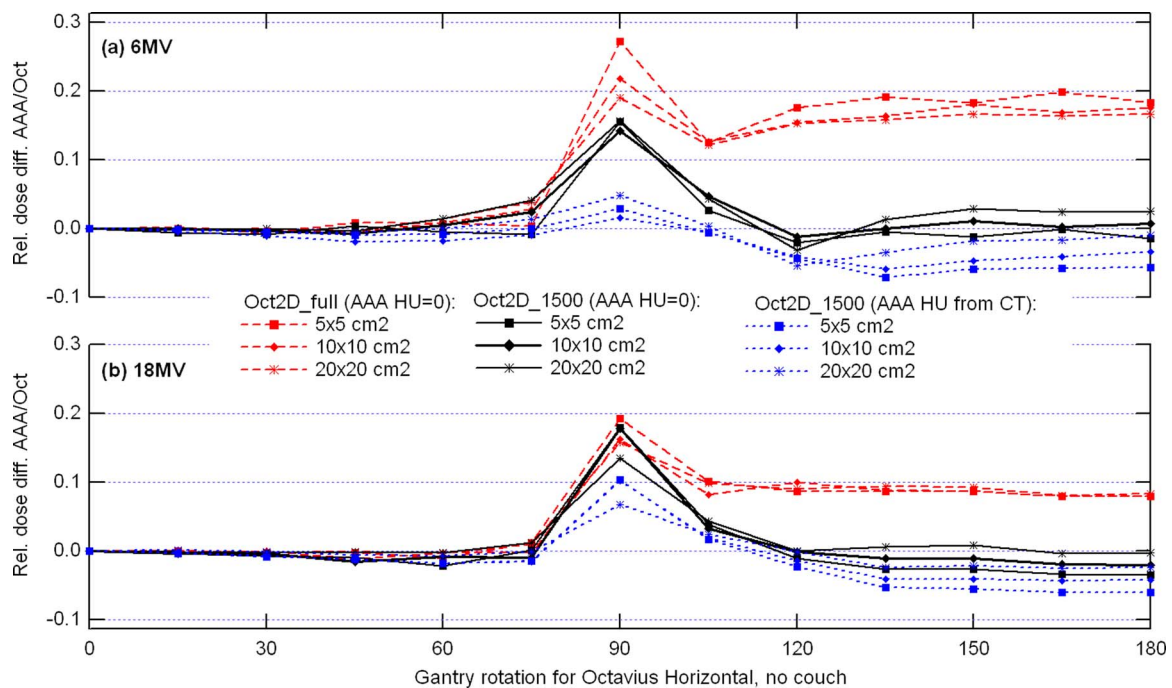 0.3
(a) 6MV
0.2
0.1
0.0
-0.1
Rel. dose diff. AAA/Oct
Oct2D_full (AAA HU=0): Oct2D_1500 (AAA HU=0): Oct2D_1500 (AAA HU from CT):
5x5 cm2 5x5 cm2 5x5 cm2
10x10 cm2 10x10 cm2 10x10 cm2
20x20 cm2 20x20 cm2 20x20 cm2
0.3
(b) 18MV
0.2
0.1
0.0
-0.1
Rel. dose diff. AAA/Oct
0 30 60 90 120 150 180
Gantry rotation for Octavius Horizontal, no couch